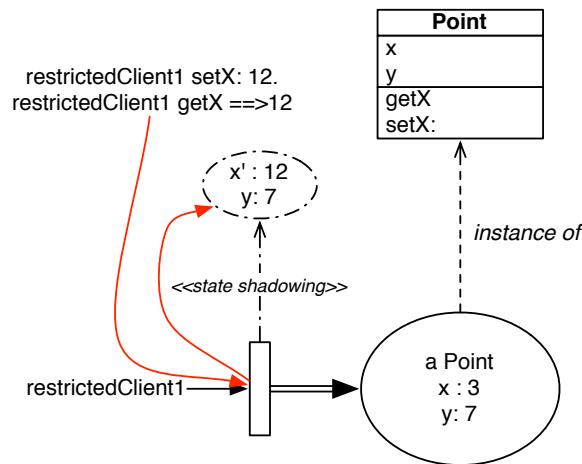 Point
x
y
getX
setX:
restrictedClient1 setX: 12.
restrictedClient1 getX ==>12
x' : 12
y: 7
instance of
<<state shadowing>>
restrictedClient1
a Point
x : 3
y: 7